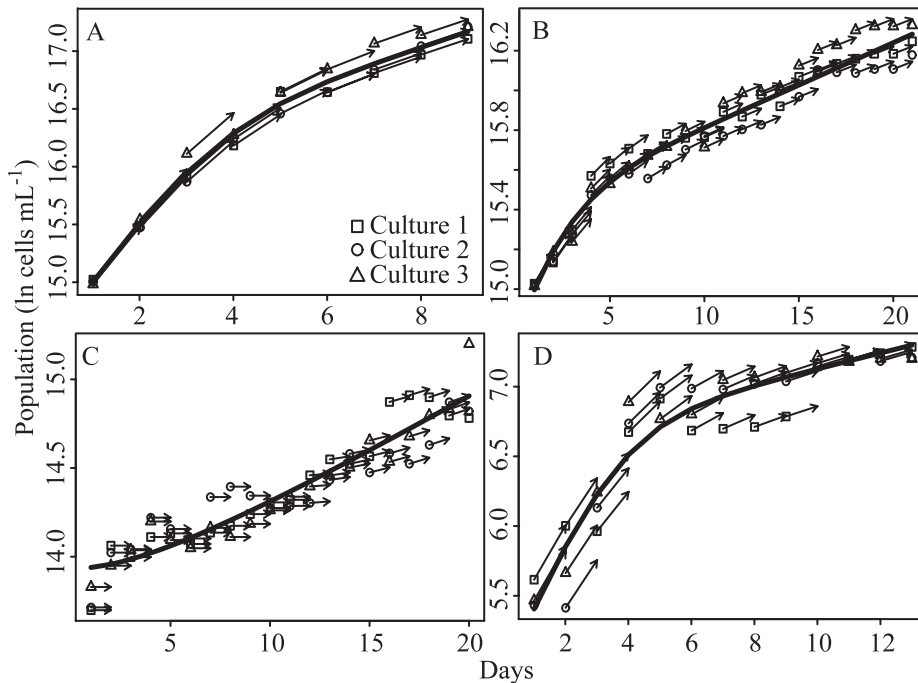 A
17.0
16.5
16.0
15.5
15.0
□ Culture 1
○ Culture 2
△ Culture 3
2 4 6 8
B
16.2
15.8
15.4
15.0
5 10 15 20
C
15.0
14.5
14.0
5 10 15 20
D
7.0
6.5
6.0
5.5
2 4 6 8 10 12
Population (ln cells mL⁻¹)
Days